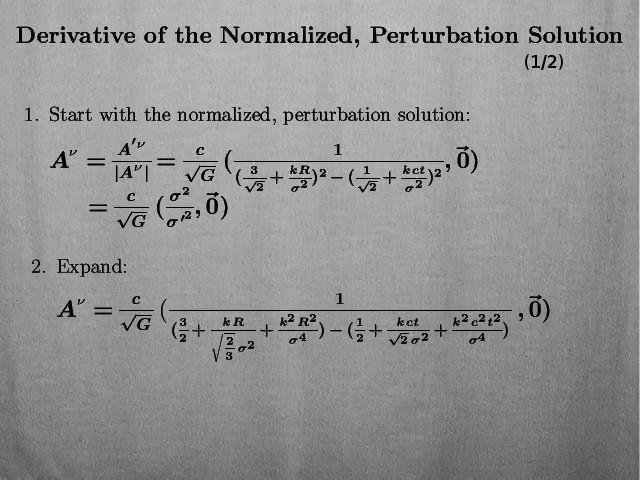 Derivative of the Normalized, Perturbation Solution
(1/2)
1. Start with the normalized, perturbation solution:
A^ν = A′^ν/|A^ν| = c/√G (1/((3/√2 + kR/σ²)² − (1/√2 + kct/σ²)²), 0⃗)
= c/√G (σ²/σ′², 0⃗)
2. Expand:
A^ν = c/√G (1/((3/2 + kR/(√(2/3) σ²) + k²R²/σ⁴) − (1/2 + kct/(√2 σ²) + k²c²t²/σ⁴)), 0⃗)